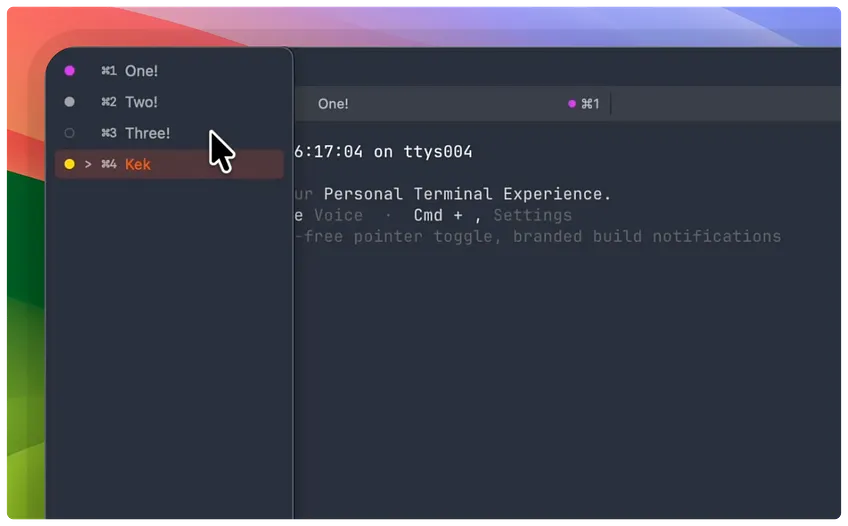 ⌘1 One!
⌘2 Two!
⌘3 Three!
> ⌘4 Kek
One! ⌘1
6:17:04 on ttys004
ur Personal Terminal Experience.
e Voice · Cmd + , Settings
-free pointer toggle, branded build notifications